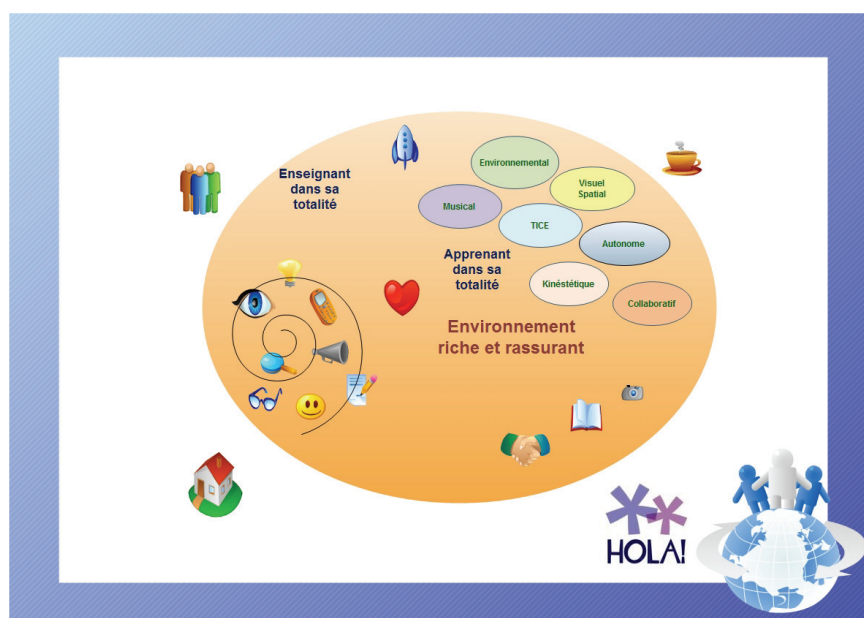 Enseignant
dans sa
totalité
Environnemental
Visuel
Spatial
Musical
TICE
Autonome
Apprenant
dans sa
totalité
Kinéstétique
Collaboratif
Environnement
riche et rassurant
HOLA!